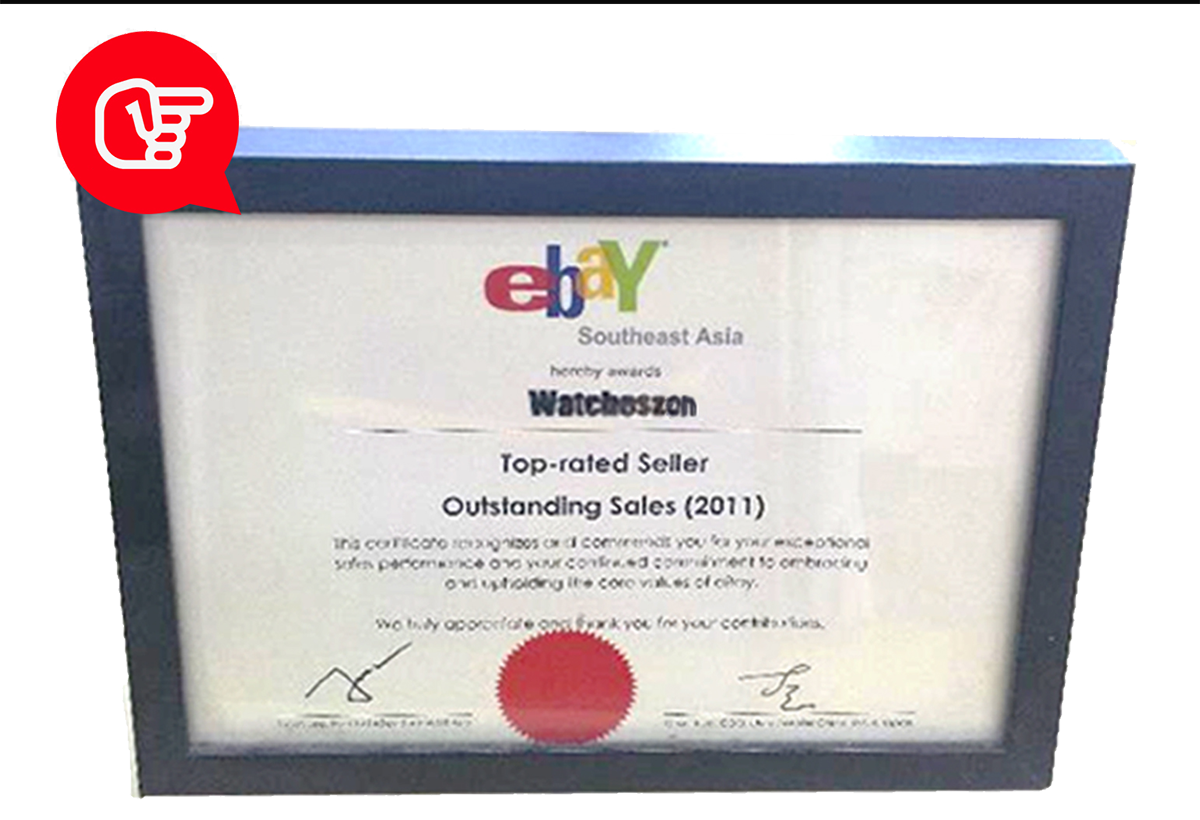 ebaY
Southeast Asia
hereby awards
Watcheszon
Top-rated Seller
Outstanding Sales (2011)
This certificate recognizes and commends you for your exceptional
sales performance and your continued commitment to embracing
and upholding the core values of eBay.
We truly appreciate and thank you for your contributions.